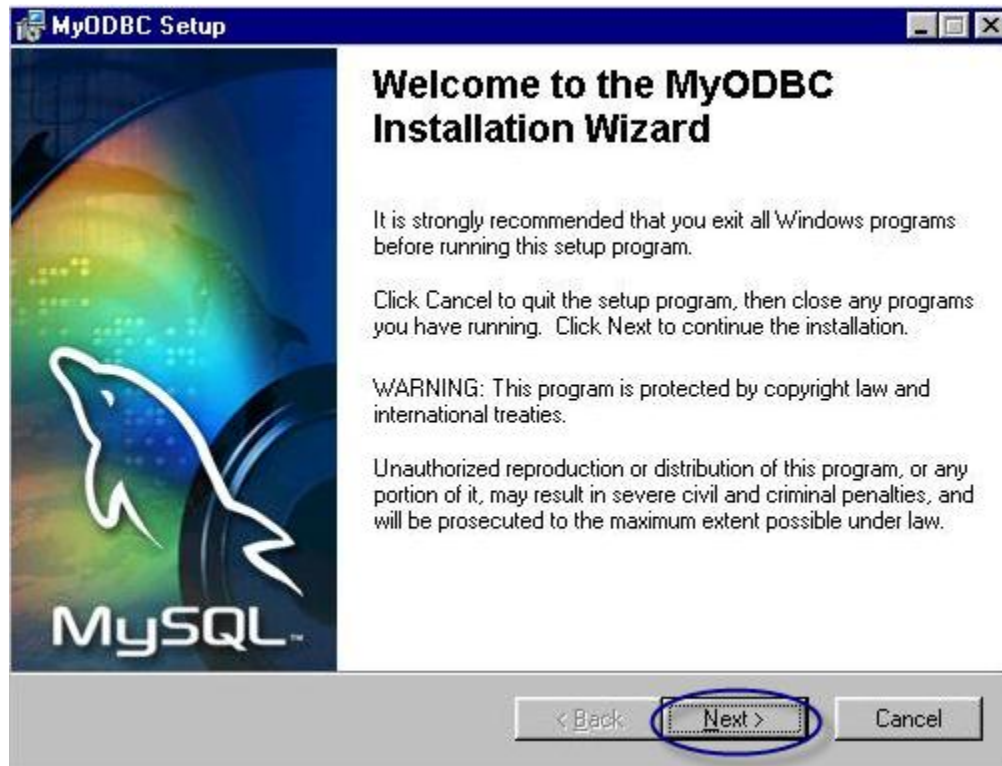 MyODBC Setup
Welcome to the MyODBC
Installation Wizard
It is strongly recommended that you exit all Windows programs
before running this setup program.
Click Cancel to quit the setup program, then close any programs
you have running.  Click Next to continue the installation.
WARNING: This program is protected by copyright law and
international treaties.
Unauthorized reproduction or distribution of this program, or any
portion of it, may result in severe civil and criminal penalties, and
will be prosecuted to the maximum extent possible under law.
MySQL™
< Back Next > Cancel